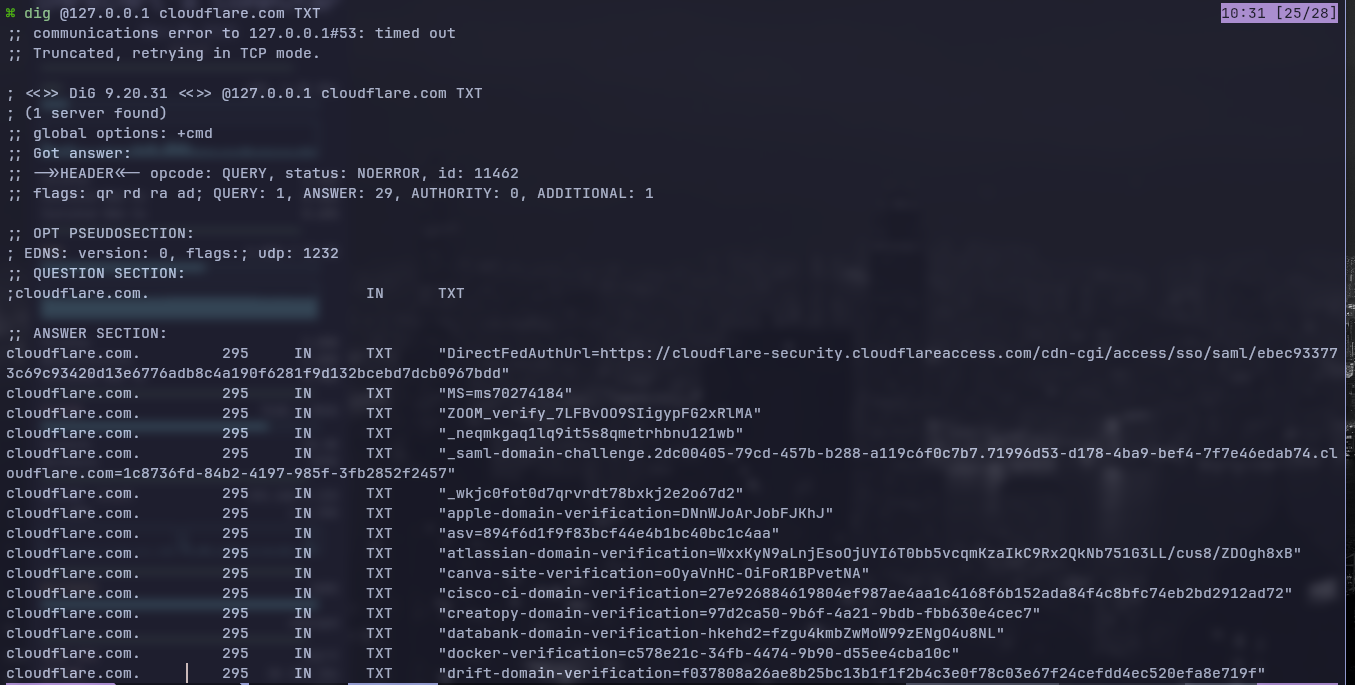 ⌘ dig @127.0.0.1 cloudflare.com TXT 10:31 [25/28]
;; communications error to 127.0.0.1#53: timed out
;; Truncated, retrying in TCP mode.
; <<>> DiG 9.20.31 <<>> @127.0.0.1 cloudflare.com TXT
; (1 server found)
;; global options: +cmd
;; Got answer:
;; ->>HEADER<<- opcode: QUERY, status: NOERROR, id: 11462
;; flags: qr rd ra ad; QUERY: 1, ANSWER: 29, AUTHORITY: 0, ADDITIONAL: 1
;; OPT PSEUDOSECTION:
; EDNS: version: 0, flags:; udp: 1232
;; QUESTION SECTION:
;cloudflare.com. IN TXT
;; ANSWER SECTION:
cloudflare.com. 295 IN TXT "DirectFedAuthUrl=https://cloudflare-security.cloudflareaccess.com/cdn-cgi/access/sso/saml/ebec93377
3c69c93420d13e6776adb8c4a190f6281f9d132bcebd7dcb0967bdd"
cloudflare.com. 295 IN TXT "MS=ms70274184"
cloudflare.com. 295 IN TXT "ZOOM_verify_7LFBvOO9SIigypFG2xRlMA"
cloudflare.com. 295 IN TXT "_neqmkgaq1lq9it5s8qmetrhbnu121wb"
cloudflare.com. 295 IN TXT "_saml-domain-challenge.2dc00405-79cd-457b-b288-a119c6f0c7b7.71996d53-d178-4ba9-bef4-7f7e46edab74.cl
oudflare.com=1c8736fd-84b2-4197-985f-3fb2852f2457"
cloudflare.com. 295 IN TXT "_wkjc0fot0d7qrvrdt78bxkj2e2o67d2"
cloudflare.com. 295 IN TXT "apple-domain-verification=DNnWJoArJobFJKhJ"
cloudflare.com. 295 IN TXT "asv=894f6d1f9f83bcf44e4b1bc40bc1c4aa"
cloudflare.com. 295 IN TXT "atlassian-domain-verification=WxxKyN9aLnjEsoOjUYI6T0bb5vcqmKzaIkC9Rx2QkNb751G3LL/cus8/ZDOgh8xB"
cloudflare.com. 295 IN TXT "canva-site-verification=oOyaVnHC-OiFoR1BPvetNA"
cloudflare.com. 295 IN TXT "cisco-ci-domain-verification=27e926884619804ef987ae4aa1c4168f6b152ada84f4c8bfc74eb2bd2912ad72"
cloudflare.com. 295 IN TXT "creatopy-domain-verification=97d2ca50-9b6f-4a21-9bdb-fbb630e4cec7"
cloudflare.com. 295 IN TXT "databank-domain-verification-hkehd2=fzgu4kmbZwMoW99zENgO4u8NL"
cloudflare.com. 295 IN TXT "docker-verification=c578e21c-34fb-4474-9b90-d55ee4cba10c"
cloudflare.com. 295 IN TXT "drift-domain-verification=f037808a26ae8b25bc13b1f1f2b4c3e0f78c03e67f24cefdd4ec520efa8e719f"